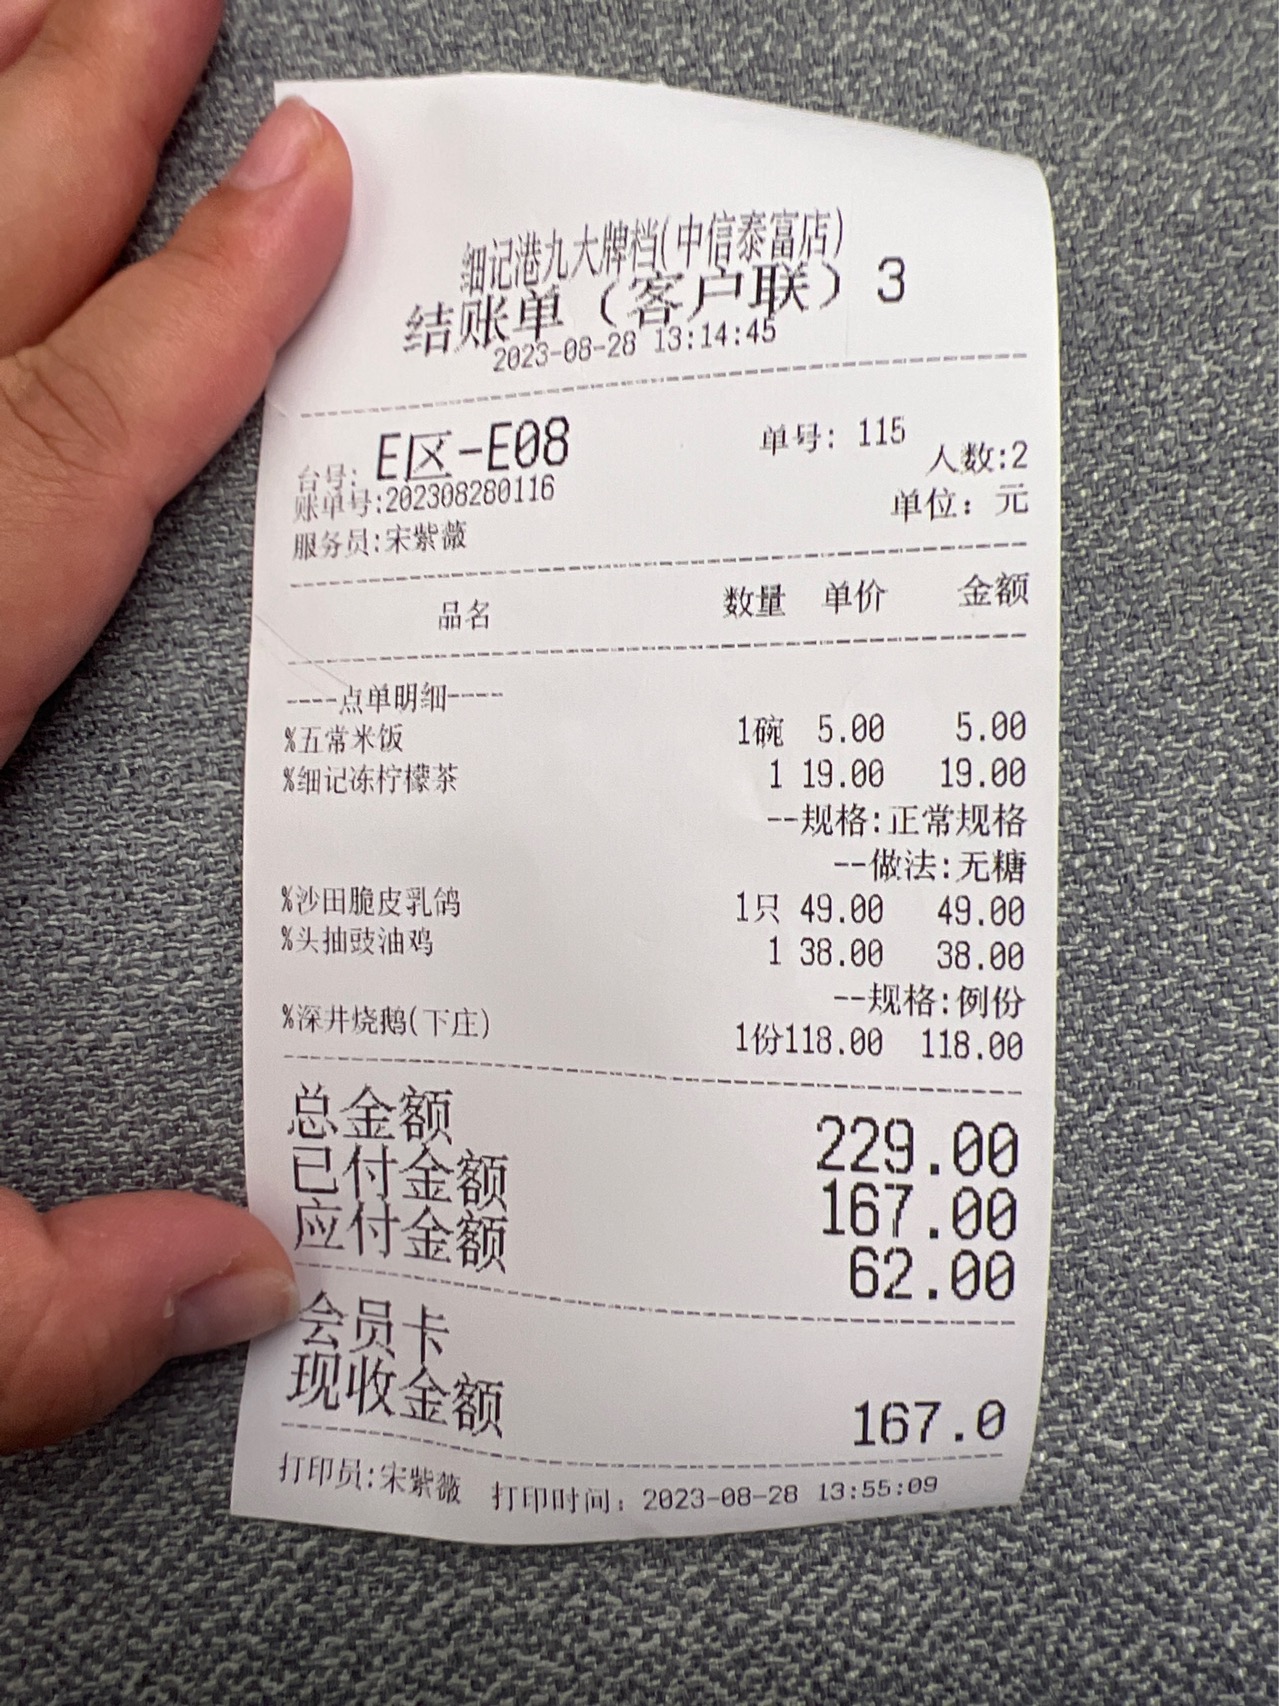 细记港九大牌档(中信泰富店)
结账单（客户联）3
2023-08-28 13:14:45
台号: E区-E08 单号: 115
人数:2
账单号:202308280116
单位: 元
服务员:宋紫薇
品名 数量 单价 金额
----点单明细----
%五常米饭 1碗 5.00 5.00
%细记冻柠檬茶 1 19.00 19.00
--规格:正常规格
--做法:无糖
%沙田脆皮乳鸽 1只 49.00 49.00
%头抽豉油鸡 1 38.00 38.00
--规格:例份
%深井烧鹅(下庄) 1份118.00 118.00
总金额 229.00
已付金额 167.00
应付金额 62.00
会员卡
现收金额 167.0
打印员:宋紫薇 打印时间: 2023-08-28 13:55:09